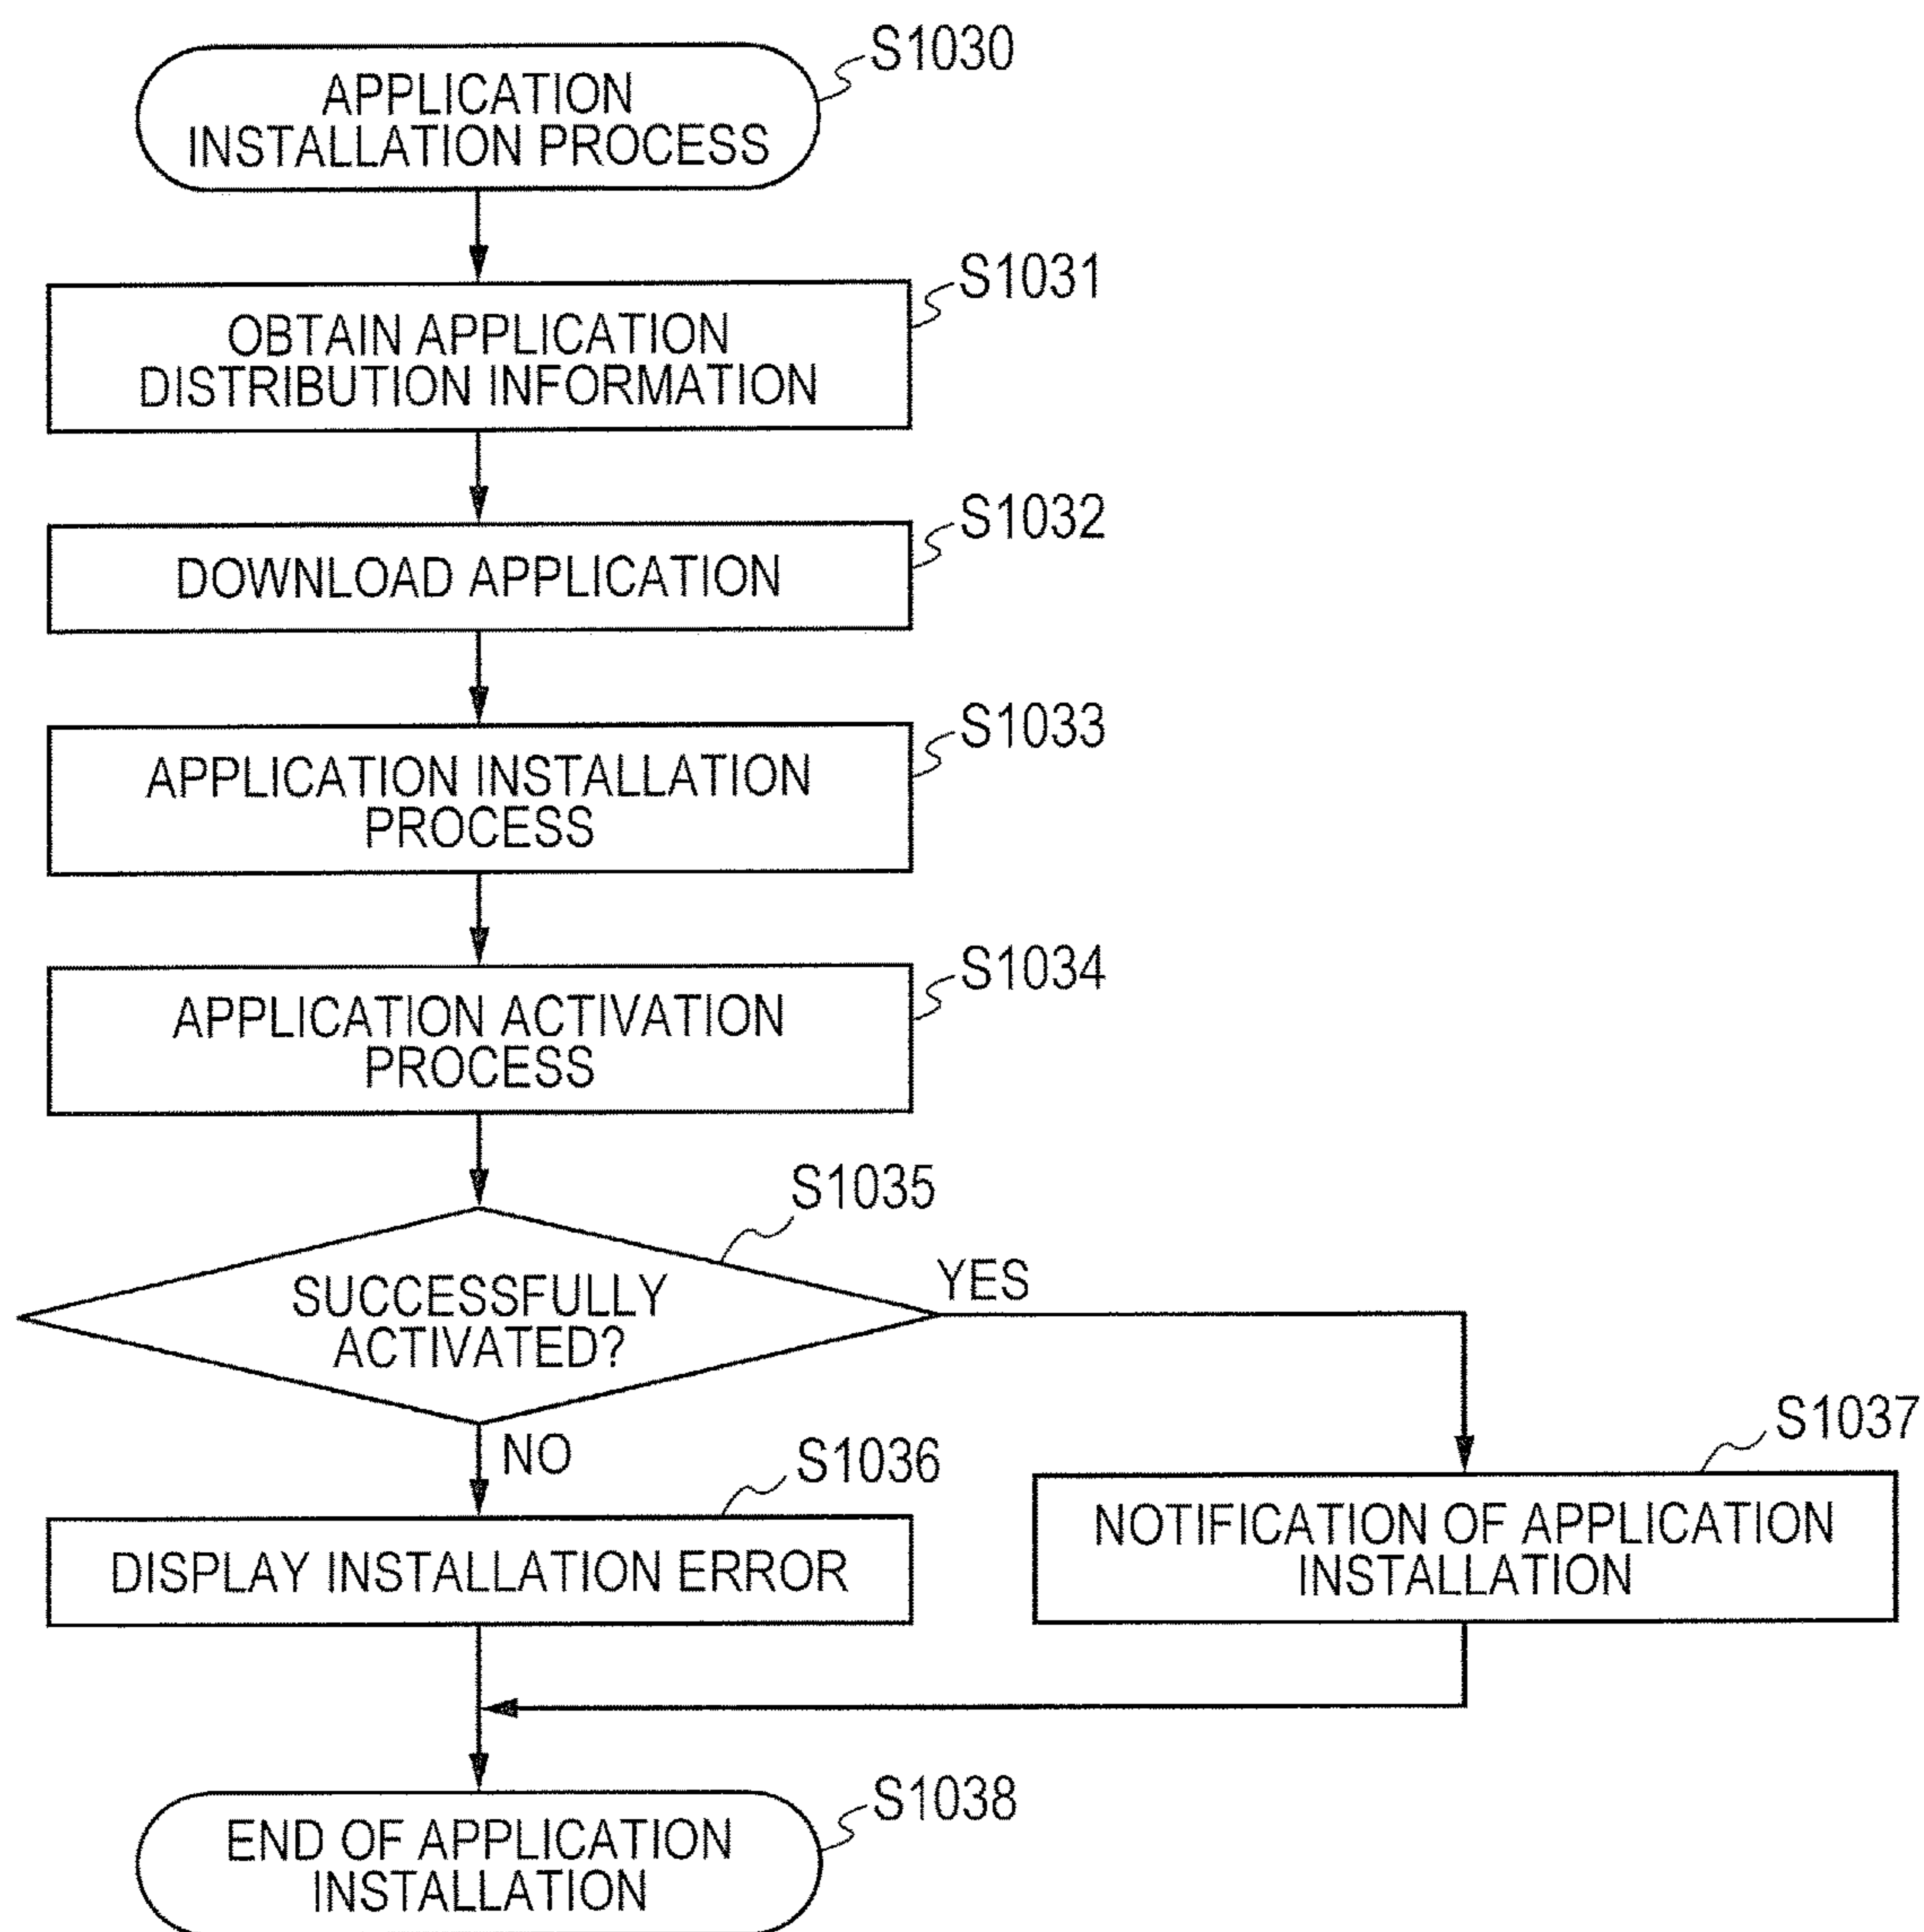 S1030
APPLICATION
INSTALLATION PROCESS
S1031
OBTAIN APPLICATION
DISTRIBUTION INFORMATION
S1032
DOWNLOAD APPLICATION
S1033
APPLICATION INSTALLATION
PROCESS
S1034
APPLICATION ACTIVATION
PROCESS
S1035
SUCCESSFULLY
ACTIVATED?
YES
NO
S1036
DISPLAY INSTALLATION ERROR
S1037
NOTIFICATION OF APPLICATION
INSTALLATION
S1038
END OF APPLICATION
INSTALLATION